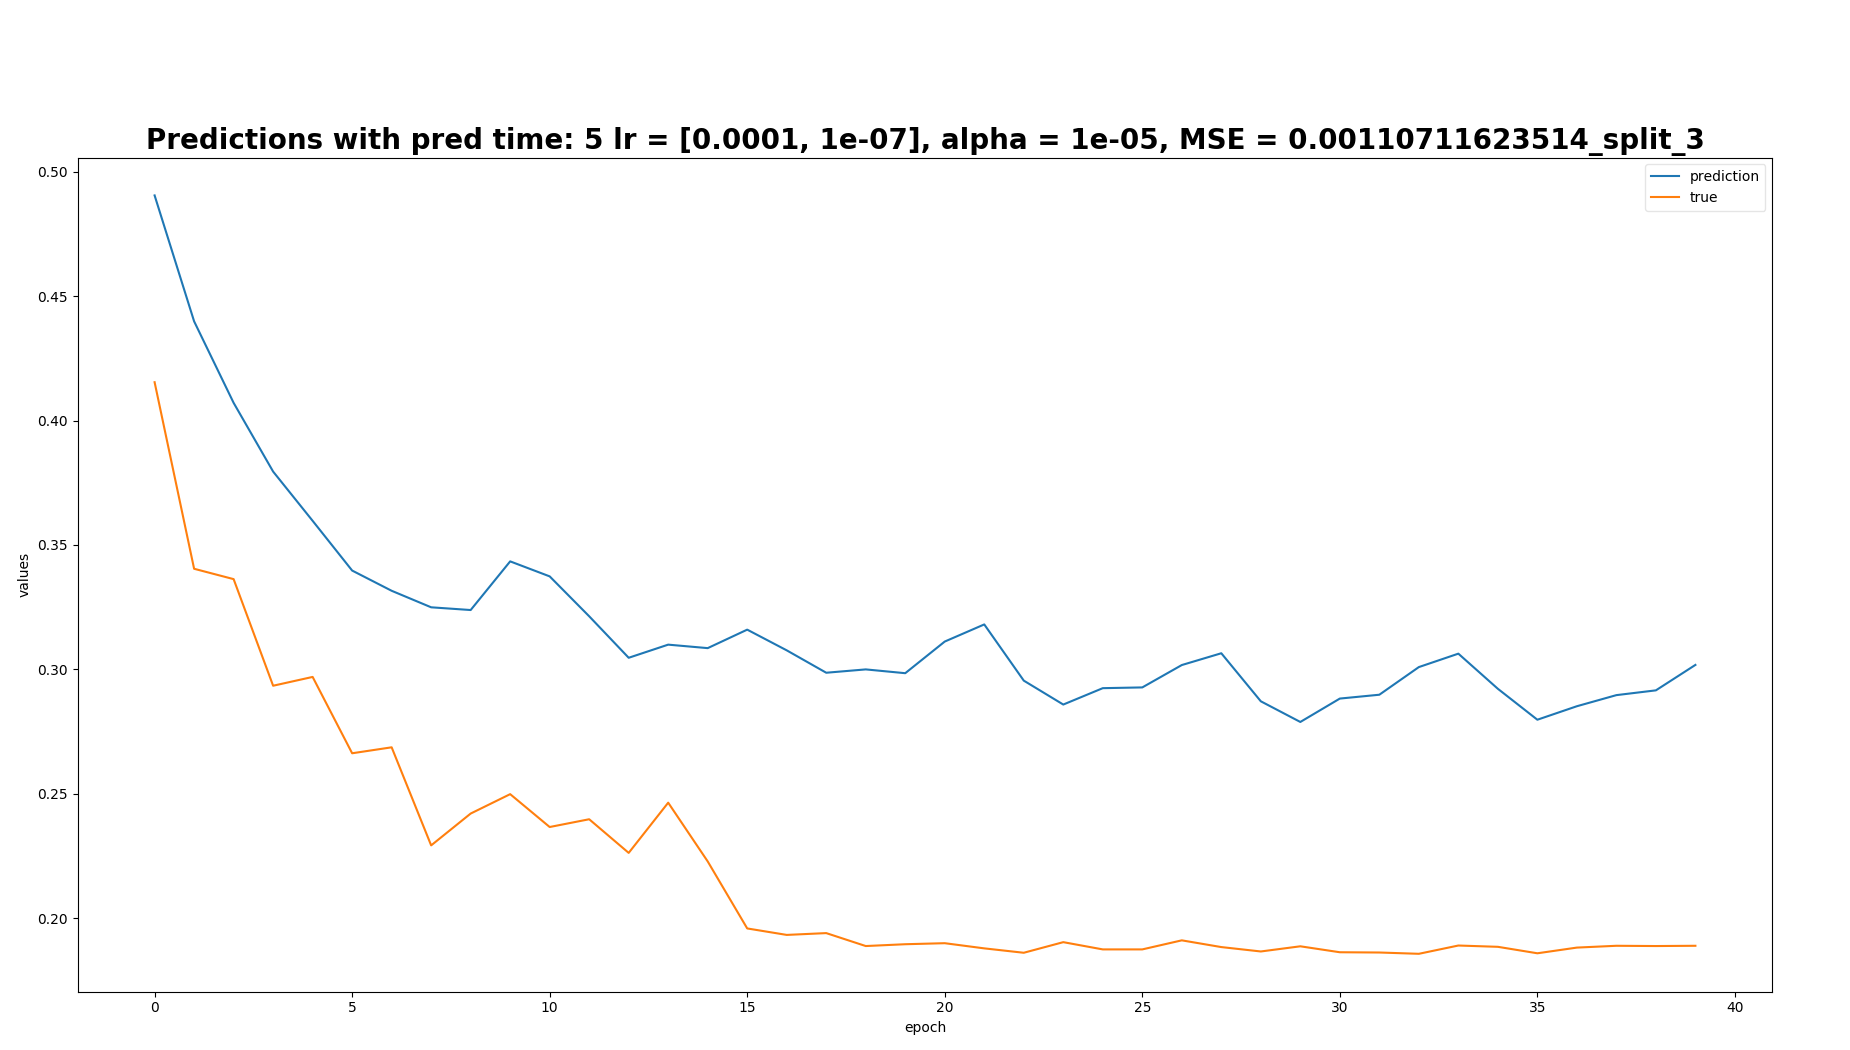 Predictions with pred time: 5 lr = [0.0001, 1e-07], alpha = 1e-05, MSE = 0.00110711623514_split_3
prediction
true
0.50
0.45
0.40
0.35
0.30
0.25
0.20
values
0 5 10 15 20 25 30 35 40
epoch